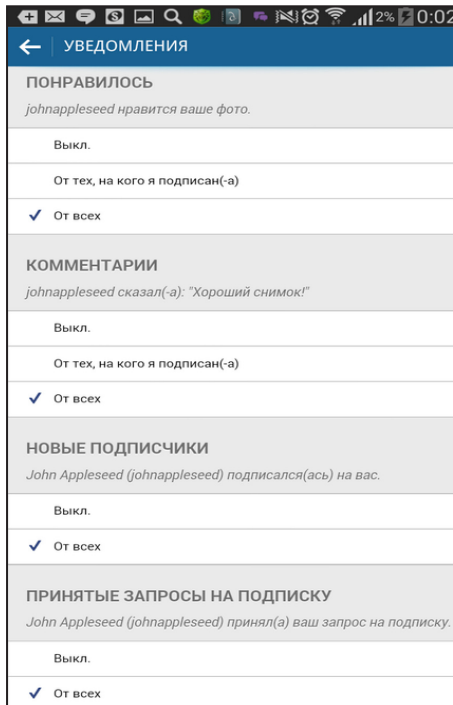 2% 0:02
УВЕДОМЛЕНИЯ
ПОНРАВИЛОСЬ
johnappleseed нравится ваше фото.
Выкл.
От тех, на кого я подписан(-а)
От всех
КОММЕНТАРИИ
johnappleseed сказал(-а): "Хороший снимок!"
Выкл.
От тех, на кого я подписан(-а)
От всех
НОВЫЕ ПОДПИСЧИКИ
John Appleseed (johnappleseed) подписался(ась) на вас.
Выкл.
От всех
ПРИНЯТЫЕ ЗАПРОСЫ НА ПОДПИСКУ
John Appleseed (johnappleseed) принял(а) ваш запрос на подписку.
Выкл.
От всех